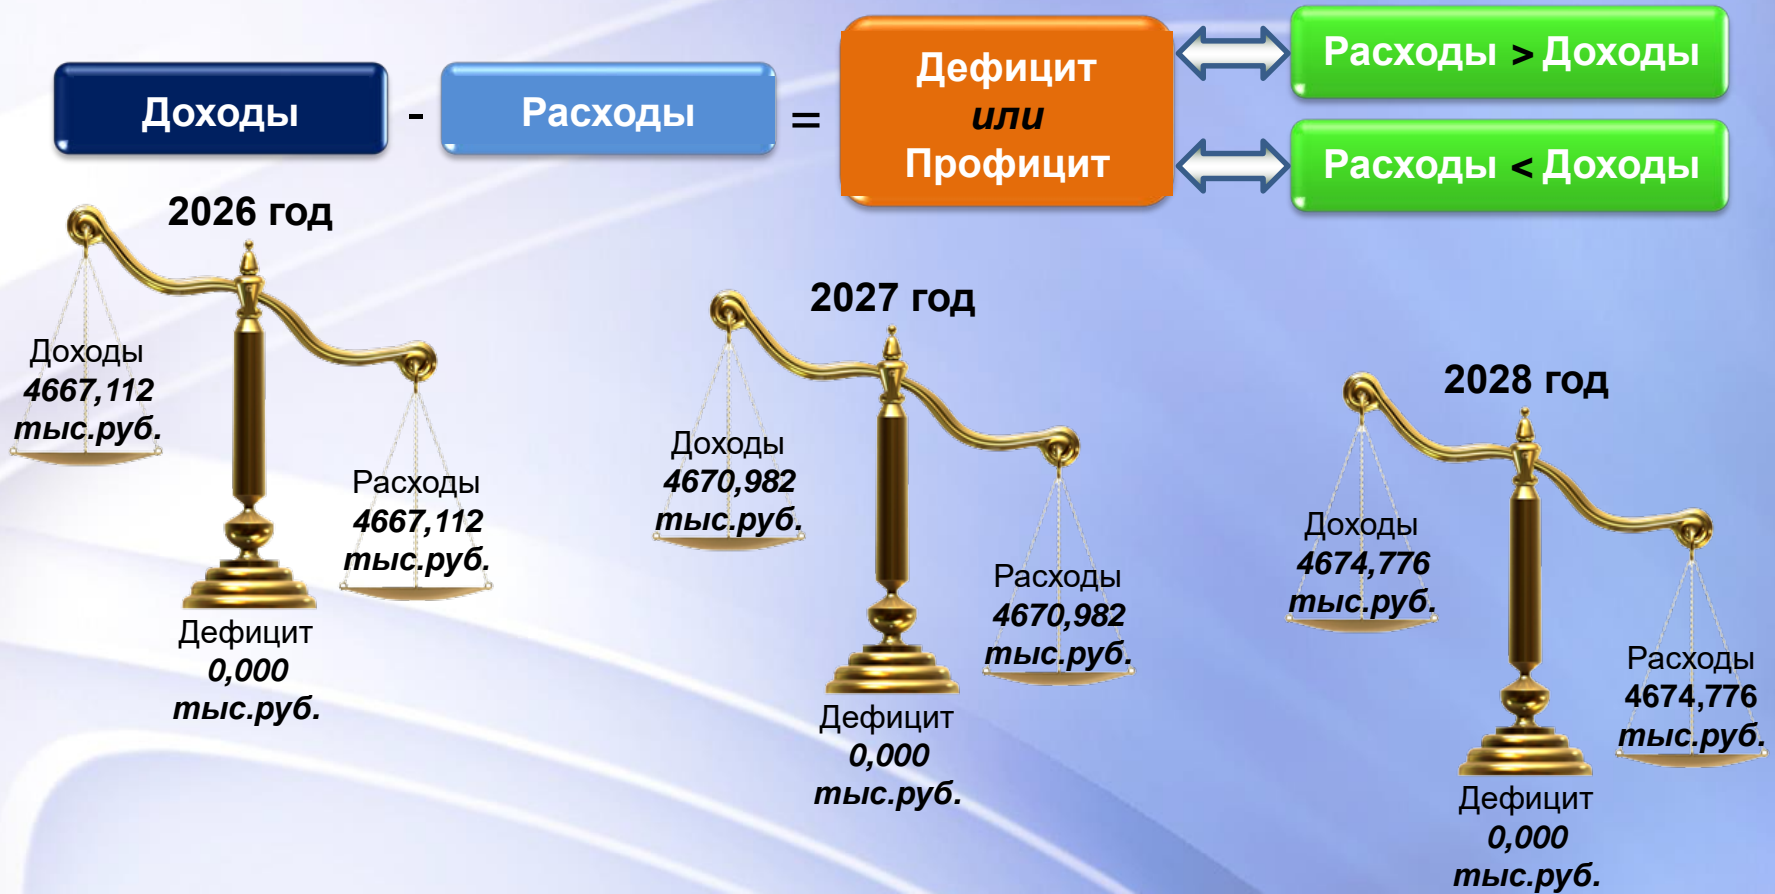 Доходы
-
Расходы
=
Дефицит
или
Профицит
Расходы > Доходы
Расходы < Доходы
2026 год
Доходы
4667,112
тыс.руб.
Расходы
4667,112
тыс.руб.
Дефицит
0,000
тыс.руб.
2027 год
Доходы
4670,982
тыс.руб.
Расходы
4670,982
тыс.руб.
Дефицит
0,000
тыс.руб.
2028 год
Доходы
4674,776
тыс.руб.
Расходы
4674,776
тыс.руб.
Дефицит
0,000
тыс.руб.